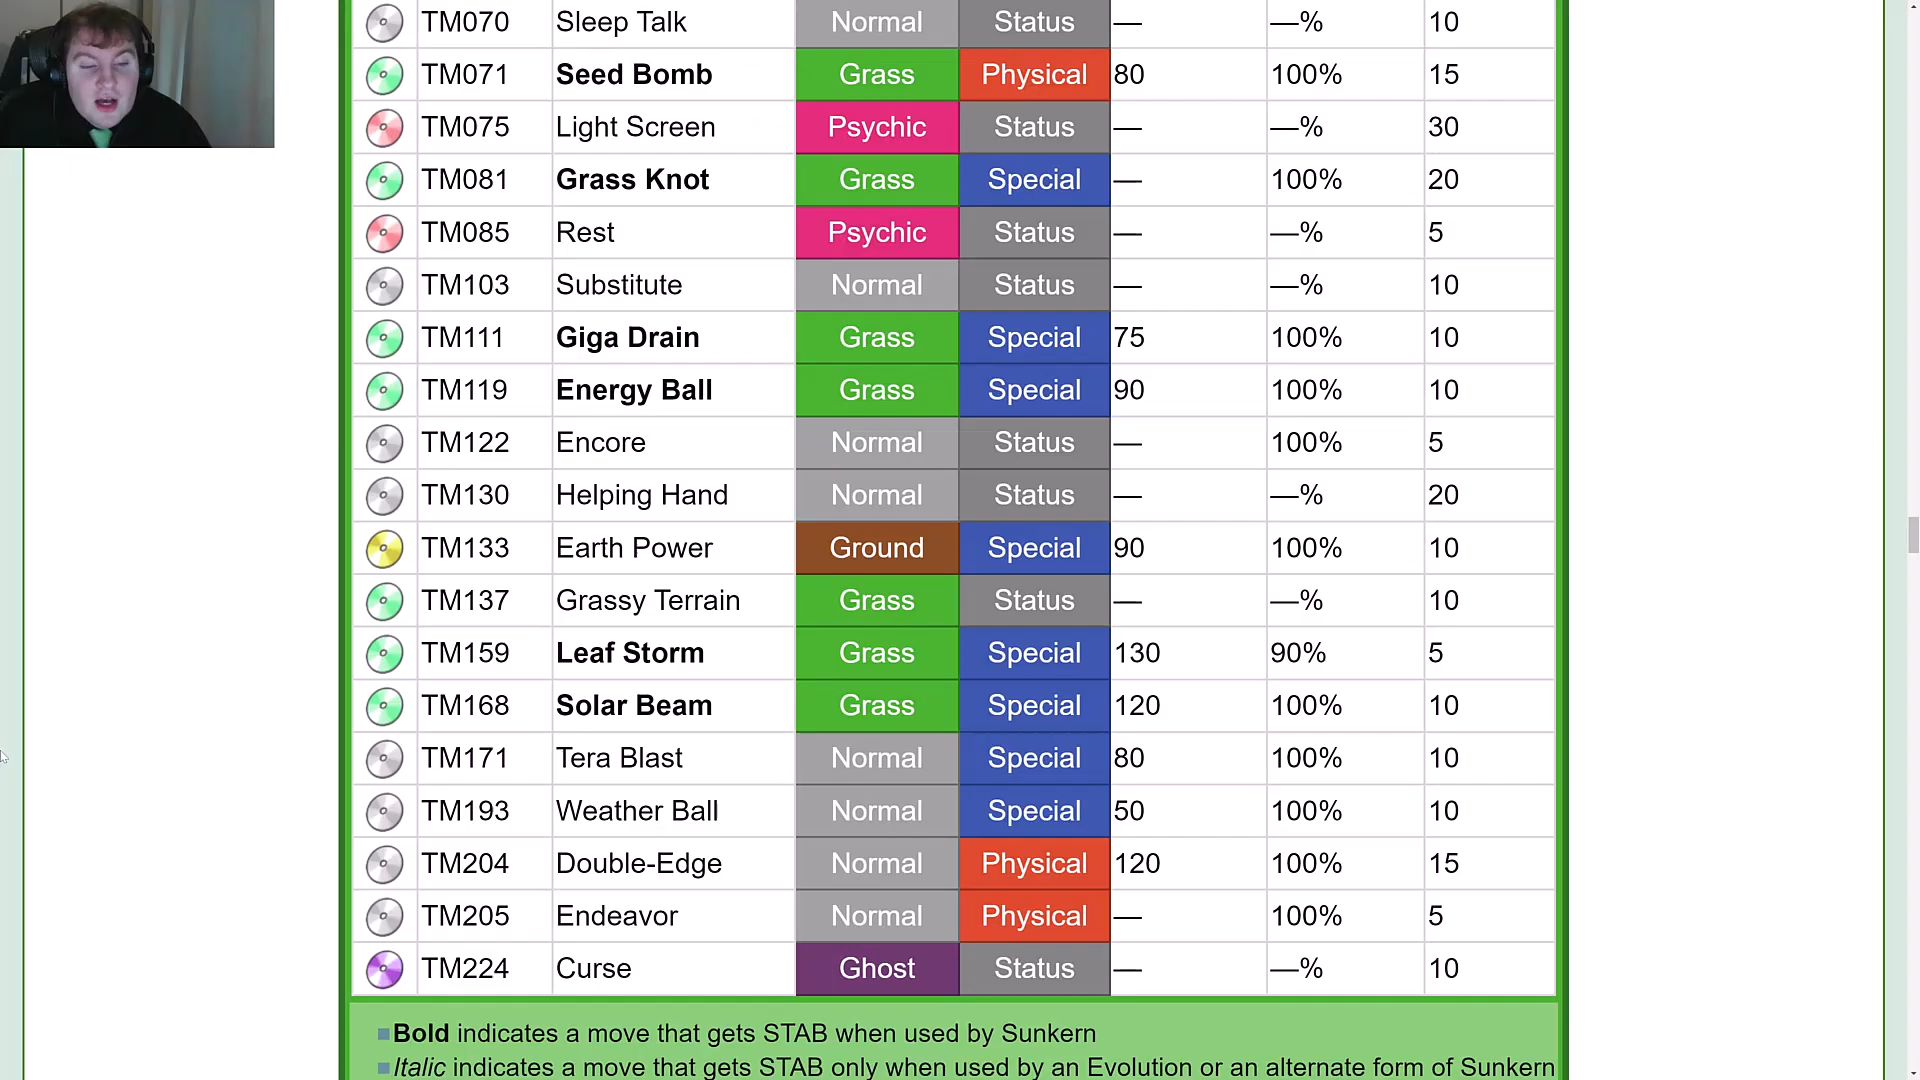 TM070 Sleep Talk Normal Status — —% 10
TM071 Seed Bomb Grass Physical 80 100% 15
TM075 Light Screen Psychic Status — —% 30
TM081 Grass Knot Grass Special — 100% 20
TM085 Rest Psychic Status — —% 5
TM103 Substitute Normal Status — —% 10
TM111 Giga Drain Grass Special 75 100% 10
TM119 Energy Ball Grass Special 90 100% 10
TM122 Encore Normal Status — 100% 5
TM130 Helping Hand Normal Status — —% 20
TM133 Earth Power Ground Special 90 100% 10
TM137 Grassy Terrain Grass Status — —% 10
TM159 Leaf Storm Grass Special 130 90% 5
TM168 Solar Beam Grass Special 120 100% 10
TM171 Tera Blast Normal Special 80 100% 10
TM193 Weather Ball Normal Special 50 100% 10
TM204 Double-Edge Normal Physical 120 100% 15
TM205 Endeavor Normal Physical — 100% 5
TM224 Curse Ghost Status — —% 10
Bold indicates a move that gets STAB when used by Sunkern
Italic indicates a move that gets STAB only when used by an Evolution or an alternate form of Sunkern